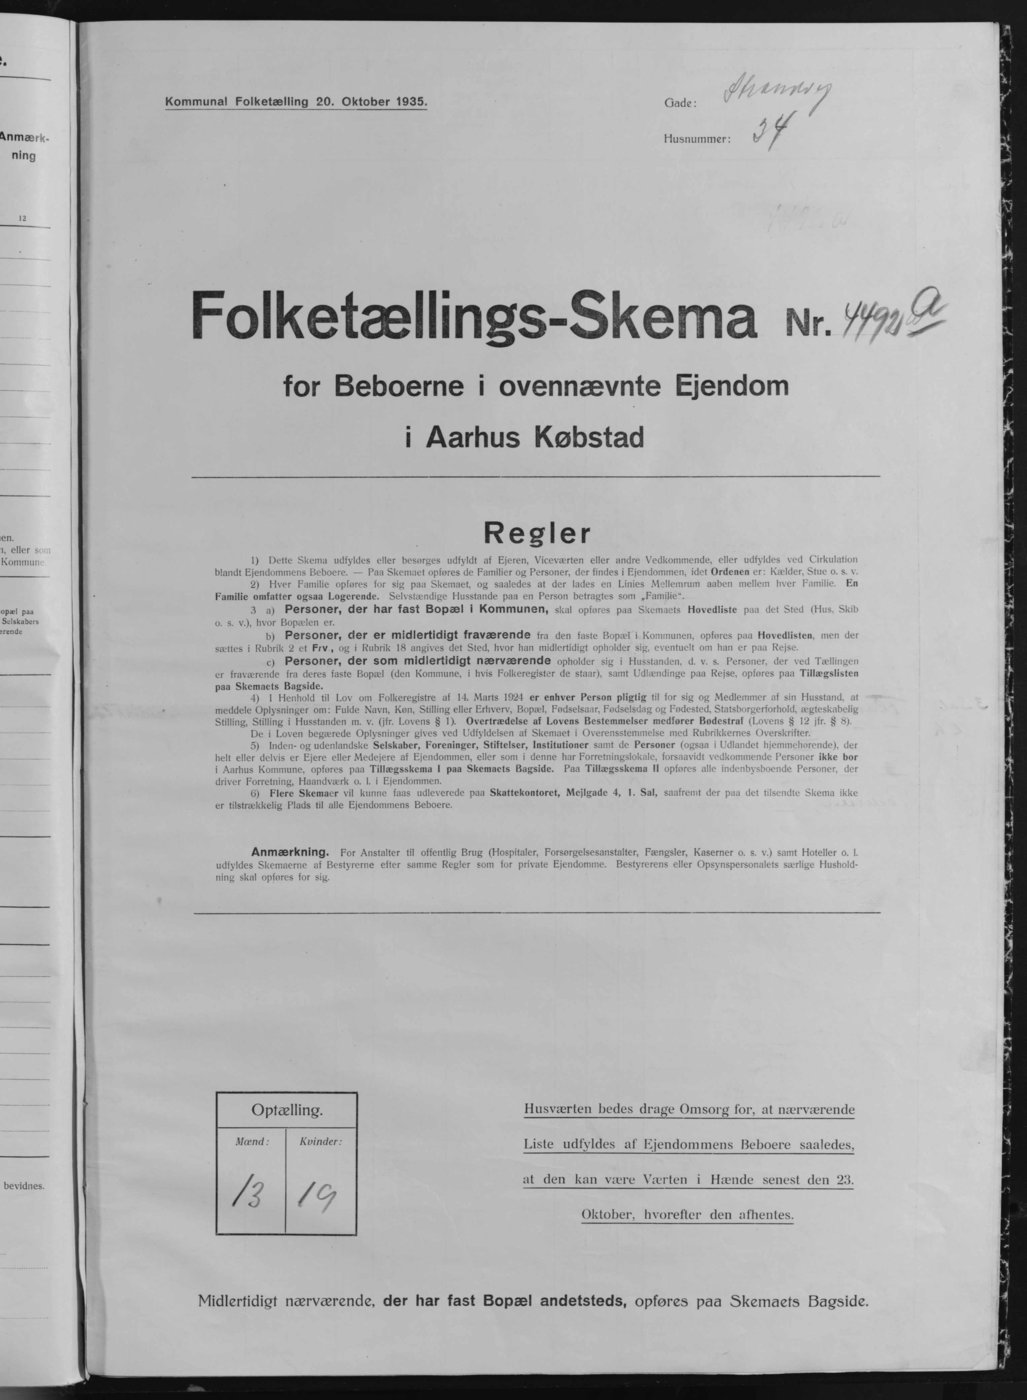 Kommunal Folketælling 20. Oktober 1935.
Gade: Strandvej
Husnummer: 34
Folketællings-Skema Nr. 4492 a
for Beboerne i ovennævnte Ejendom
i Aarhus Købstad
Regler
1) Dette Skema udfyldes eller besørges udfyldt af Ejeren, Viceværten eller andre Vedkommende, eller udfyldes ved Cirkulation
blandt Ejendommens Beboere. — Paa Skemaet opføres de Familier og Personer, der findes i Ejendommen, idet Ordenen er: Kælder, Stue o. s. v.
2) Hver Familie opføres for sig paa Skemaet, og saaledes at der lades en Linies Mellemrum aaben mellem hver Familie. En
Familie omfatter ogsaa Logerende. Selvstændige Husstande paa en Person betragtes som „Familie“.
3 a) Personer, der har fast Bopæl i Kommunen, skal opføres paa Skemaets Hovedliste paa det Sted (Hus, Skib
o. s. v.), hvor Bopælen er.
b) Personer, der er midlertidigt fraværende fra den faste Bopæl i Kommunen, opføres paa Hovedlisten, men der
sættes i Rubrik 2 et Frv., og i Rubrik 18 angives det Sted, hvor han midlertidigt opholder sig, eventuelt om han er paa Rejse.
c) Personer, der som midlertidigt nærværende opholder sig i Husstanden, d. v. s. Personer, der ved Tællingen
er fraværende fra deres faste Bopæl (den Kommune, i hvis Folkeregister de staar), samt Udlændinge paa Rejse, opføres paa Tillægslisten
paa Skemaets Bagside.
4) I Henhold til Lov om Folkeregistre af 14. Marts 1924 er enhver Person pligtig til for sig og Medlemmer af sin Husstand, at
meddele Oplysninger om: Fulde Navn, Køn, Stilling eller Erhverv, Bopæl, Fødselsaar, Fødselsdag og Fødested, Statsborgerforhold, ægteskabelig
Stilling, Stilling i Husstanden m. v. (jfr. Lovens § 1). Overtrædelse af Lovens Bestemmelser medfører Bødestraf (Lovens § 12 jfr. § 8).
De i Loven begærede Oplysninger gives ved Udfyldelsen af Skemaet i Overensstemmelse med Rubrikkernes Overskrifter.
5) Inden- og udenlandske Selskaber, Foreninger, Stiftelser, Institutioner samt de Personer (ogsaa i Udlandet hjemmehørende), der
helt eller delvis er Ejere eller Medejere af Ejendommen, eller som i denne har Forretningslokale, forsaavidt vedkommende Personer ikke bor
i Aarhus Kommune, opføres paa Tillægsskema I paa Skemaets Bagside. Paa Tillægsskema II opføres alle indenbysboende Personer, der
driver Forretning, Haandværk o. l. i Ejendommen.
6) Flere Skemaer vil kunne faas udleverede paa Skattekontoret, Mejlgade 4, 1. Sal, saafremt der paa det tilsendte Skema ikke
er tilstrækkelig Plads til alle Ejendommens Beboere.
Anmærkning. For Anstalter til offentlig Brug (Hospitaler, Forsørgelsesanstalter, Fængsler, Kaserner o. s. v.) samt Hoteller o. l.
udfyldes Skemaerne af Bestyrerne efter samme Regler som for private Ejendomme. Bestyrerens eller Opsynspersonalets særlige Hushold-
ning skal opføres for sig.
Optælling.
Mænd: Kvinder:
13 19
Husværten bedes drage Omsorg for, at nærværende
Liste udfyldes af Ejendommens Beboere saaledes,
at den kan være Værten i Hænde senest den 23.
Oktober, hvorefter den afhentes.
Midlertidigt nærværende, der har fast Bopæl andetsteds, opføres paa Skemaets Bagside.
Anmærk-
ning
12
eller som
Kommune
opæl paa
Selskabers
bevidnes.